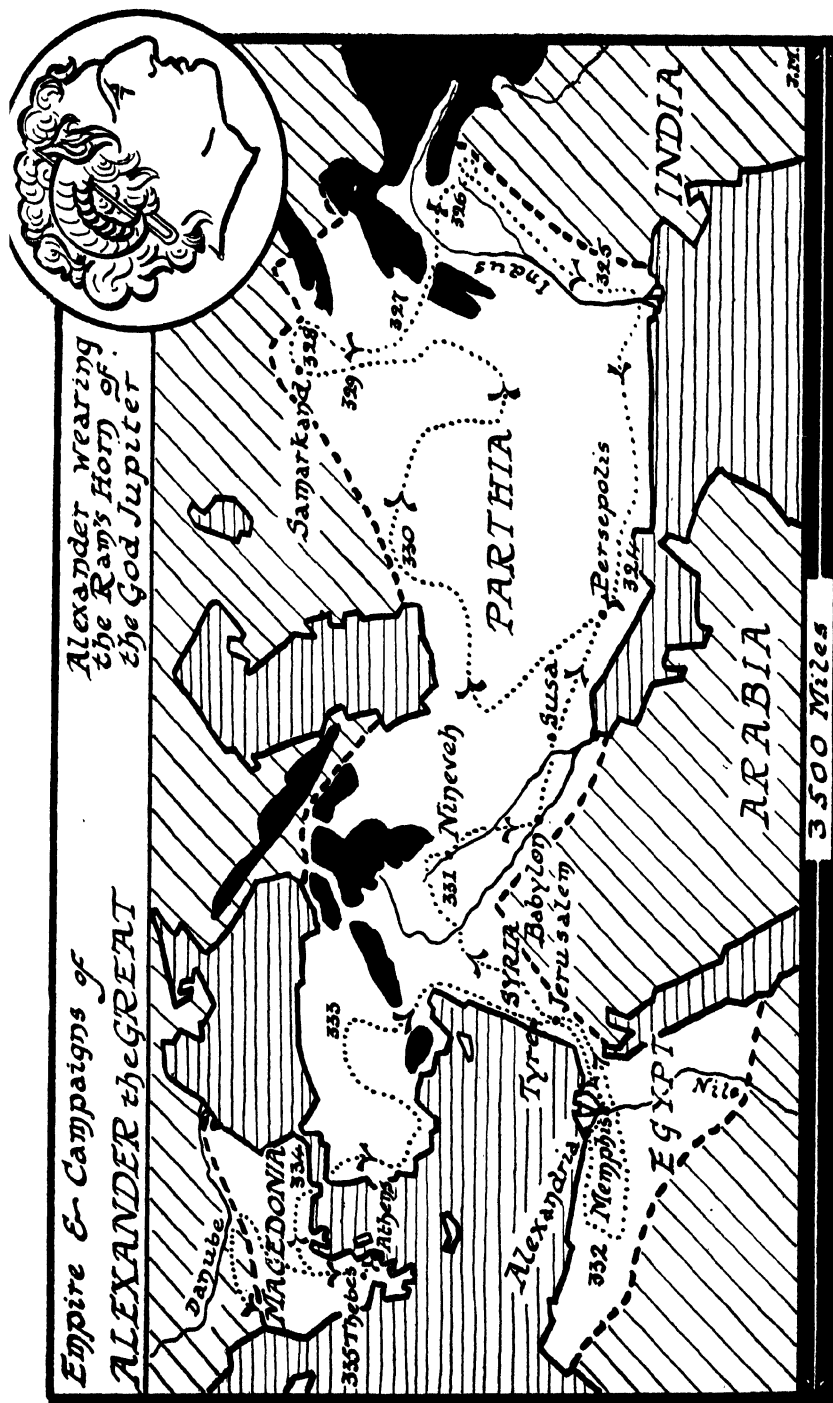 Empire & Campaigns of
ALEXANDER the GREAT
Alexander wearing
the Ram's Horn of
the God Jupiter
Danube
MACEDONIA
334
335 Thebes
Athens
333
Samarkand
328
329
327
326
325
Indus
INDIA
330
PARTHIA
Persepolis
324
Susa
Nineveh
331
SYRIA
Babylon
Jerusalem
Tyre
Alexandria
332
Memphis
EGYPT
Nile
ARABIA
3500 Miles